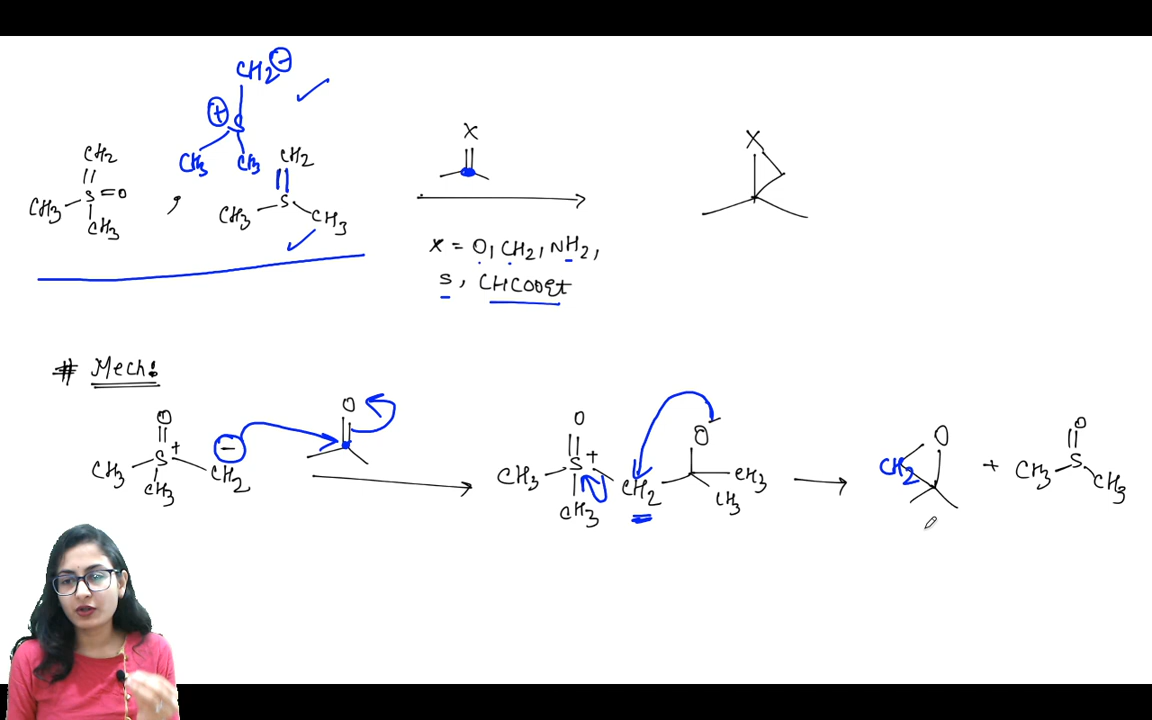 CH2⊖
⊕
S
CH3 CH3
CH2 CH2 X X
CH3 S=O , S
CH3 CH3 CH3
X = O, CH2, NH2,
S, CHCOOEt
# Mech:
O O O O O O
CH3 S+ − CH2 CH3 S+ CH2 CH3 CH2 + CH3 S
CH3 CH3 CH3 CH3